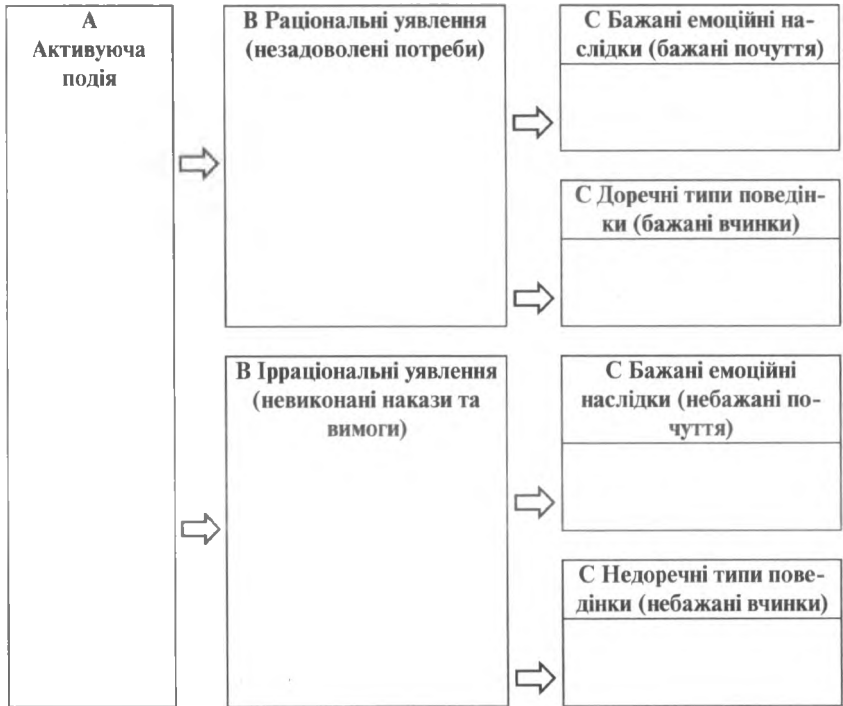 А
Активуюча
подія
В Раціональні уявлення
(незадоволені потреби)
С Бажані емоційні на-
слідки (бажані почуття)
С Доречні типи поведін-
ки (бажані вчинки)
В Ірраціональні уявлення
(невиконані накази та
вимоги)
С Бажані емоційні
наслідки (небажані по-
чуття)
С Недоречні типи пове-
дінки (небажані вчинки)